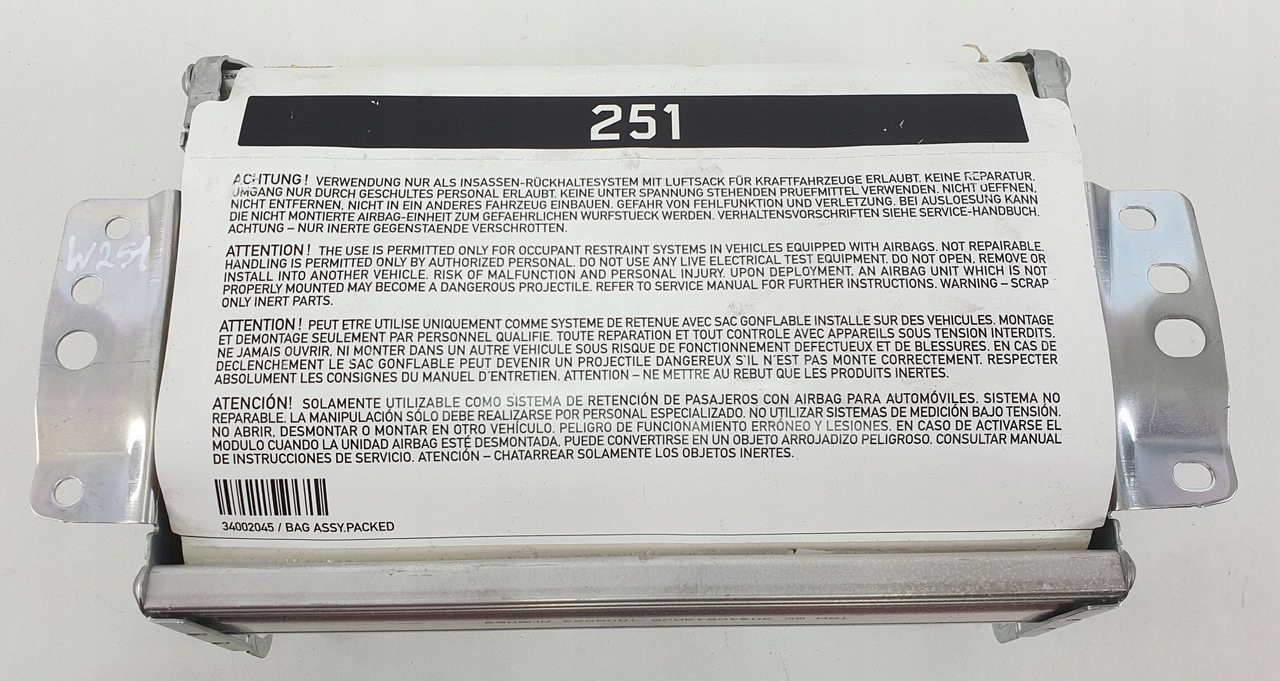 251
ACHTUNG! VERWENDUNG NUR ALS INSASSEN-RÜCKHALTESYSTEM MIT LUFTSACK FÜR KRAFTFAHRZEUGE ERLAUBT. KEINE REPARATUR.
UMGANG NUR DURCH GESCHULTES PERSONAL ERLAUBT. KEINE UNTER SPANNUNG STEHENDEN PRUEFMITTEL VERWENDEN. NICHT OEFFNEN,
NICHT ENTFERNEN. NICHT IN EIN ANDERES FAHRZEUG EINBAUEN. GEFAHR VON FEHLFUNKTION UND VERLETZUNG. BEI AUSLOESUNG KANN
DIE NICHT MONTIERTE AIRBAG-EINHEIT ZUM GEFAEHRLICHEN WURFSTUECK WERDEN. VERHALTENSVORSCHRIFTEN SIEHE SERVICE-HANDBUCH.
ACHTUNG – NUR INERTE GEGENSTAENDE VERSCHROTTEN.
W251
ATTENTION! THE USE IS PERMITTED ONLY FOR OCCUPANT RESTRAINT SYSTEMS IN VEHICLES EQUIPPED WITH AIRBAGS. NOT REPAIRABLE.
HANDLING IS PERMITTED ONLY BY AUTHORIZED PERSONAL. DO NOT USE ANY LIVE ELECTRICAL TEST EQUIPMENT. DO NOT OPEN, REMOVE OR
INSTALL INTO ANOTHER VEHICLE. RISK OF MALFUNCTION AND PERSONAL INJURY. UPON DEPLOYMENT, AN AIRBAG UNIT WHICH IS NOT
PROPERLY MOUNTED MAY BECOME A DANGEROUS PROJECTILE. REFER TO SERVICE MANUAL FOR FURTHER INSTRUCTIONS. WARNING – SCRAP
ONLY INERT PARTS.
ATTENTION! PEUT ETRE UTILISE UNIQUEMENT COMME SYSTEME DE RETENUE AVEC SAC GONFLABLE INSTALLE SUR DES VEHICULES. MONTAGE
ET DEMONTAGE SEULEMENT PAR PERSONNEL QUALIFIE. TOUTE REPARATION ET TOUT CONTROLE AVEC APPAREILS SOUS TENSION INTERDITS.
NE JAMAIS OUVRIR, NI MONTER DANS UN AUTRE VEHICULE SOUS RISQUE DE FONCTIONNEMENT DEFECTUEUX ET DE BLESSURES. EN CAS DE
DECLENCHEMENT LE SAC GONFLABLE PEUT DEVENIR UN PROJECTILE DANGEREUX S'IL N'EST PAS MONTE CORRECTEMENT. RESPECTER
ABSOLUMENT LES CONSIGNES DU MANUEL D'ENTRETIEN. ATTENTION – NE METTRE AU REBUT QUE LES PRODUITS INERTES.
ATENCIÓN! SOLAMENTE UTILIZABLE COMO SISTEMA DE RETENCIÓN DE PASAJEROS CON AIRBAG PARA AUTOMÓVILES. SISTEMA NO
REPARABLE. LA MANIPULACIÓN SÓLO DEBE REALIZARSE POR PERSONAL ESPECIALIZADO. NO UTILIZAR SISTEMAS DE MEDICIÓN BAJO TENSIÓN.
NO ABRIR, DESMONTAR O MONTAR EN OTRO VEHÍCULO. PELIGRO DE FUNCIONAMIENTO ERRÓNEO Y LESIONES. EN CASO DE ACTIVARSE EL
MODULO CUANDO LA UNIDAD AIRBAG ESTÉ DESMONTADA, PUEDE CONVERTIRSE EN UN OBJETO ARROJADIZO PELIGROSO. CONSULTAR MANUAL
DE INSTRUCCIONES DE SERVICIO. ATENCIÓN – CHATARREAR SOLAMENTE LOS OBJETOS INERTES.
34002045 / BAG ASSY.PACKED